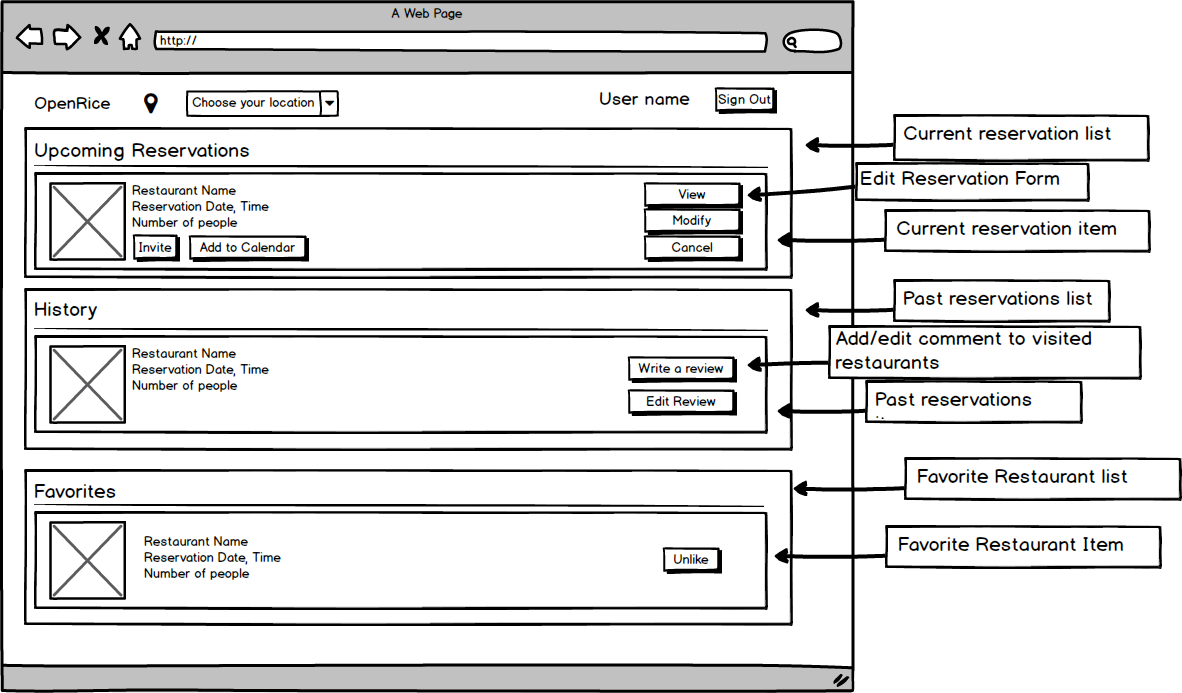 A Web Page
http://
OpenRice
Choose your location
User name
Sign Out
Upcoming Reservations
Restaurant Name
Reservation Date, Time
Number of people
Invite
Add to Calendar
View
Modify
Cancel
Current reservation list
Edit Reservation Form
Current reservation item
History
Restaurant Name
Reservation Date, Time
Number of people
Write a review
Edit Review
Past reservations list
Add/edit comment to visited
restaurants
Past reservations
Favorites
Restaurant Name
Reservation Date, Time
Number of people
Unlike
Favorite Restaurant list
Favorite Restaurant Item